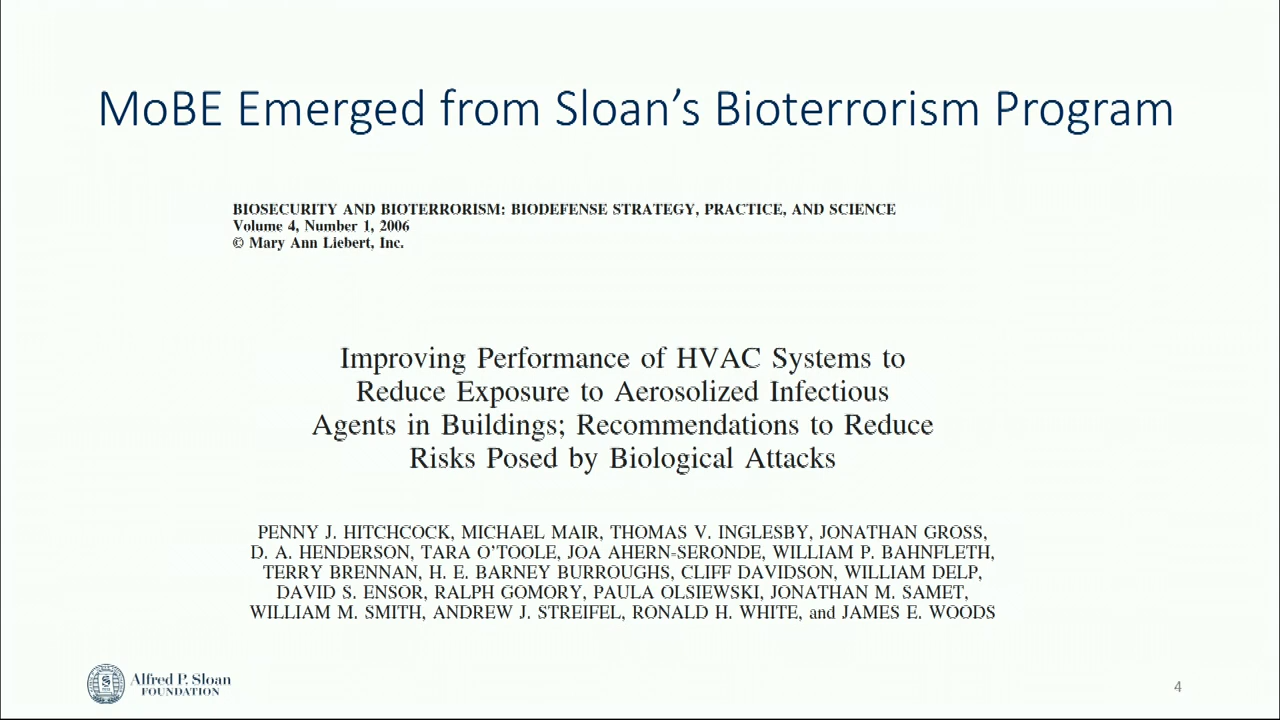 MoBE Emerged from Sloan's Bioterrorism Program
BIOSECURITY AND BIOTERRORISM: BIODEFENSE STRATEGY, PRACTICE, AND SCIENCE
Volume 4, Number 1, 2006
© Mary Ann Liebert, Inc.
Improving Performance of HVAC Systems to
Reduce Exposure to Aerosolized Infectious
Agents in Buildings; Recommendations to Reduce
Risks Posed by Biological Attacks
PENNY J. HITCHCOCK, MICHAEL MAIR, THOMAS V. INGLESBY, JONATHAN GROSS,
D. A. HENDERSON, TARA O'TOOLE, JOA AHERN-SERONDE, WILLIAM P. BAHNFLETH,
TERRY BRENNAN, H. E. BARNEY BURROUGHS, CLIFF DAVIDSON, WILLIAM DELP,
DAVID S. ENSOR, RALPH GOMORY, PAULA OLSIEWSKI, JONATHAN M. SAMET,
WILLIAM M. SMITH, ANDREW J. STREIFEL, RONALD H. WHITE, and JAMES E. WOODS
Alfred P. Sloan
FOUNDATION
4